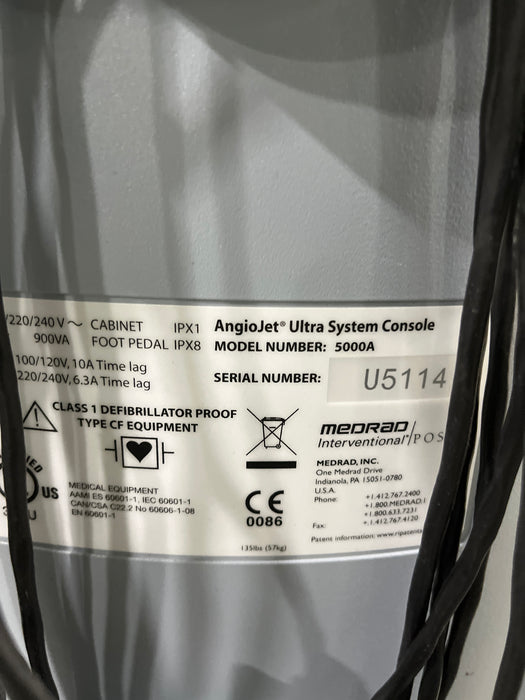 /220/240 V ~ CABINET IPX1
900VA FOOT PEDAL IPX8
100/120V, 10A Time lag
220/240V, 6.3A Time lag
AngioJet® Ultra System Console
MODEL NUMBER: 5000A
SERIAL NUMBER: U5114
CLASS 1 DEFIBRILLATOR PROOF
TYPE CF EQUIPMENT
US
MEDICAL EQUIPMENT
AAMI ES 60601-1, IEC 60601-1
CAN/CSA C22.2 No 60606-1-08
EN 60601-1
CE
0086
135lbs (57kg)
MEDRAD
Interventional / POS
MEDRAD, INC.
One Medrad Drive
Indianola, PA 15051-0780
U.S.A.
Phone: +1.412.767.2400
+1.800.MEDRAD.
+1.800.633.7231
Fax: +1.412.767.4120
Patent information: